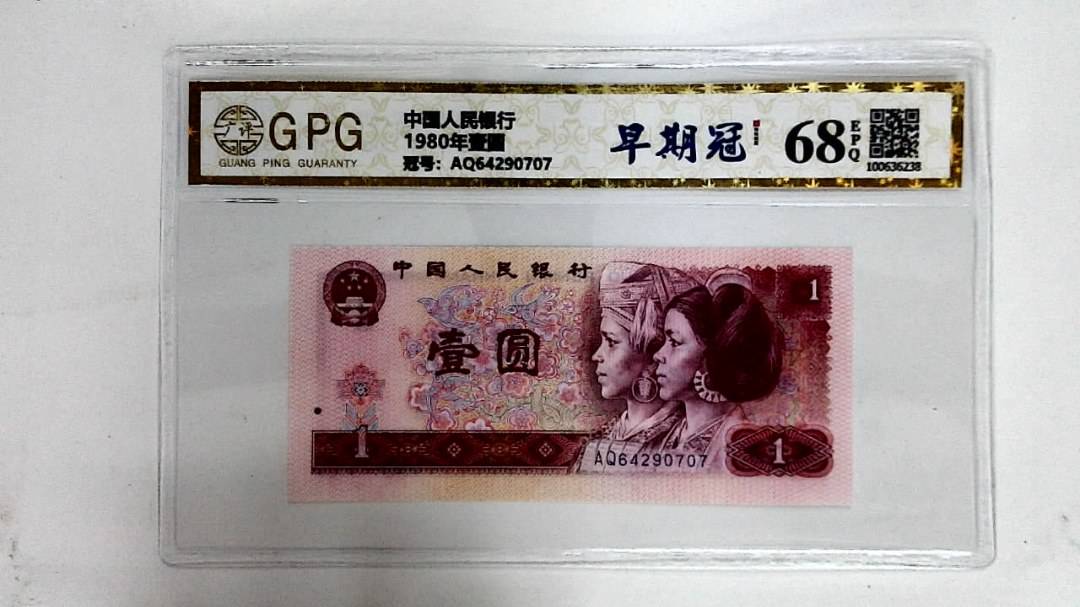 广评
GPG
GUANG PING GUARANTY
中国人民银行
1980年壹圆
冠号: AQ64290707
早期冠
68
EPQ
100636238
中国人民银行
1
壹圆
1
AQ64290707
1